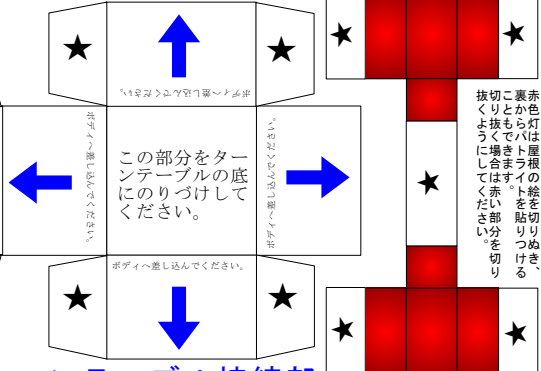 ボディへ差し込んでください。
ボディへ差し込んでください。
この部分をター
ンテーブルの底
にのりづけして
ください。
ボディへ差し込んでください。
ボディへ差し込んでください。
赤色灯は屋根の絵を切りぬき、
裏からパトライトを貼りつける
こともできます。
切り抜く場合は赤い部分を切り
抜くようにしてください。